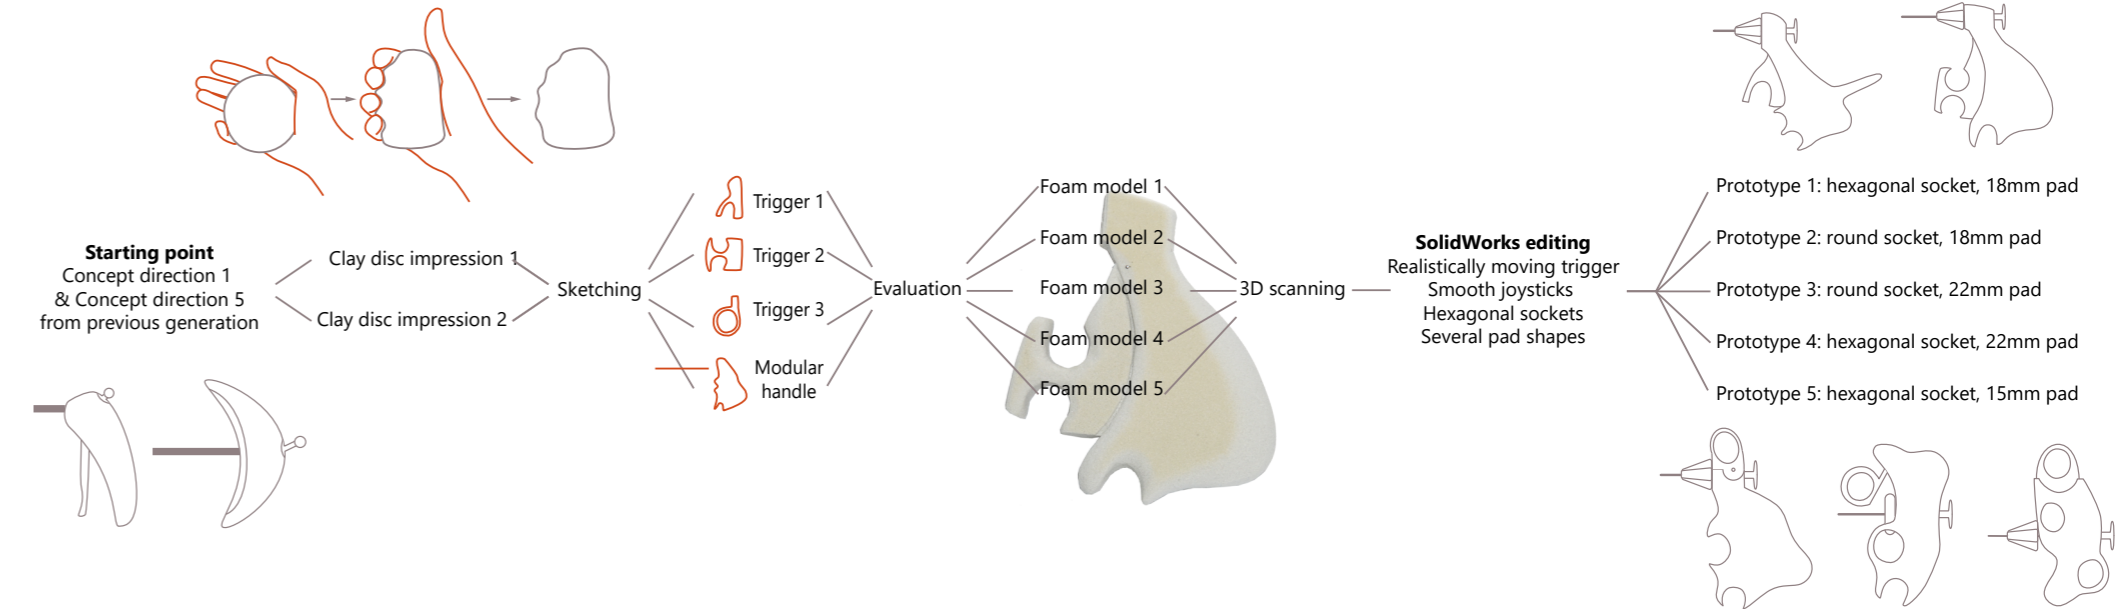 Starting point
Concept direction 1
& Concept direction 5
from previous generation
Clay disc impression 1
Clay disc impression 2
Sketching
Trigger 1
Trigger 2
Trigger 3
Modular
handle
Evaluation
Foam model 1
Foam model 2
Foam model 3
Foam model 4
Foam model 5
3D scanning
SolidWorks editing
Realistically moving trigger
Smooth joysticks
Hexagonal sockets
Several pad shapes
Prototype 1: hexagonal socket, 18mm pad
Prototype 2: round socket, 18mm pad
Prototype 3: round socket, 22mm pad
Prototype 4: hexagonal socket, 22mm pad
Prototype 5: hexagonal socket, 15mm pad